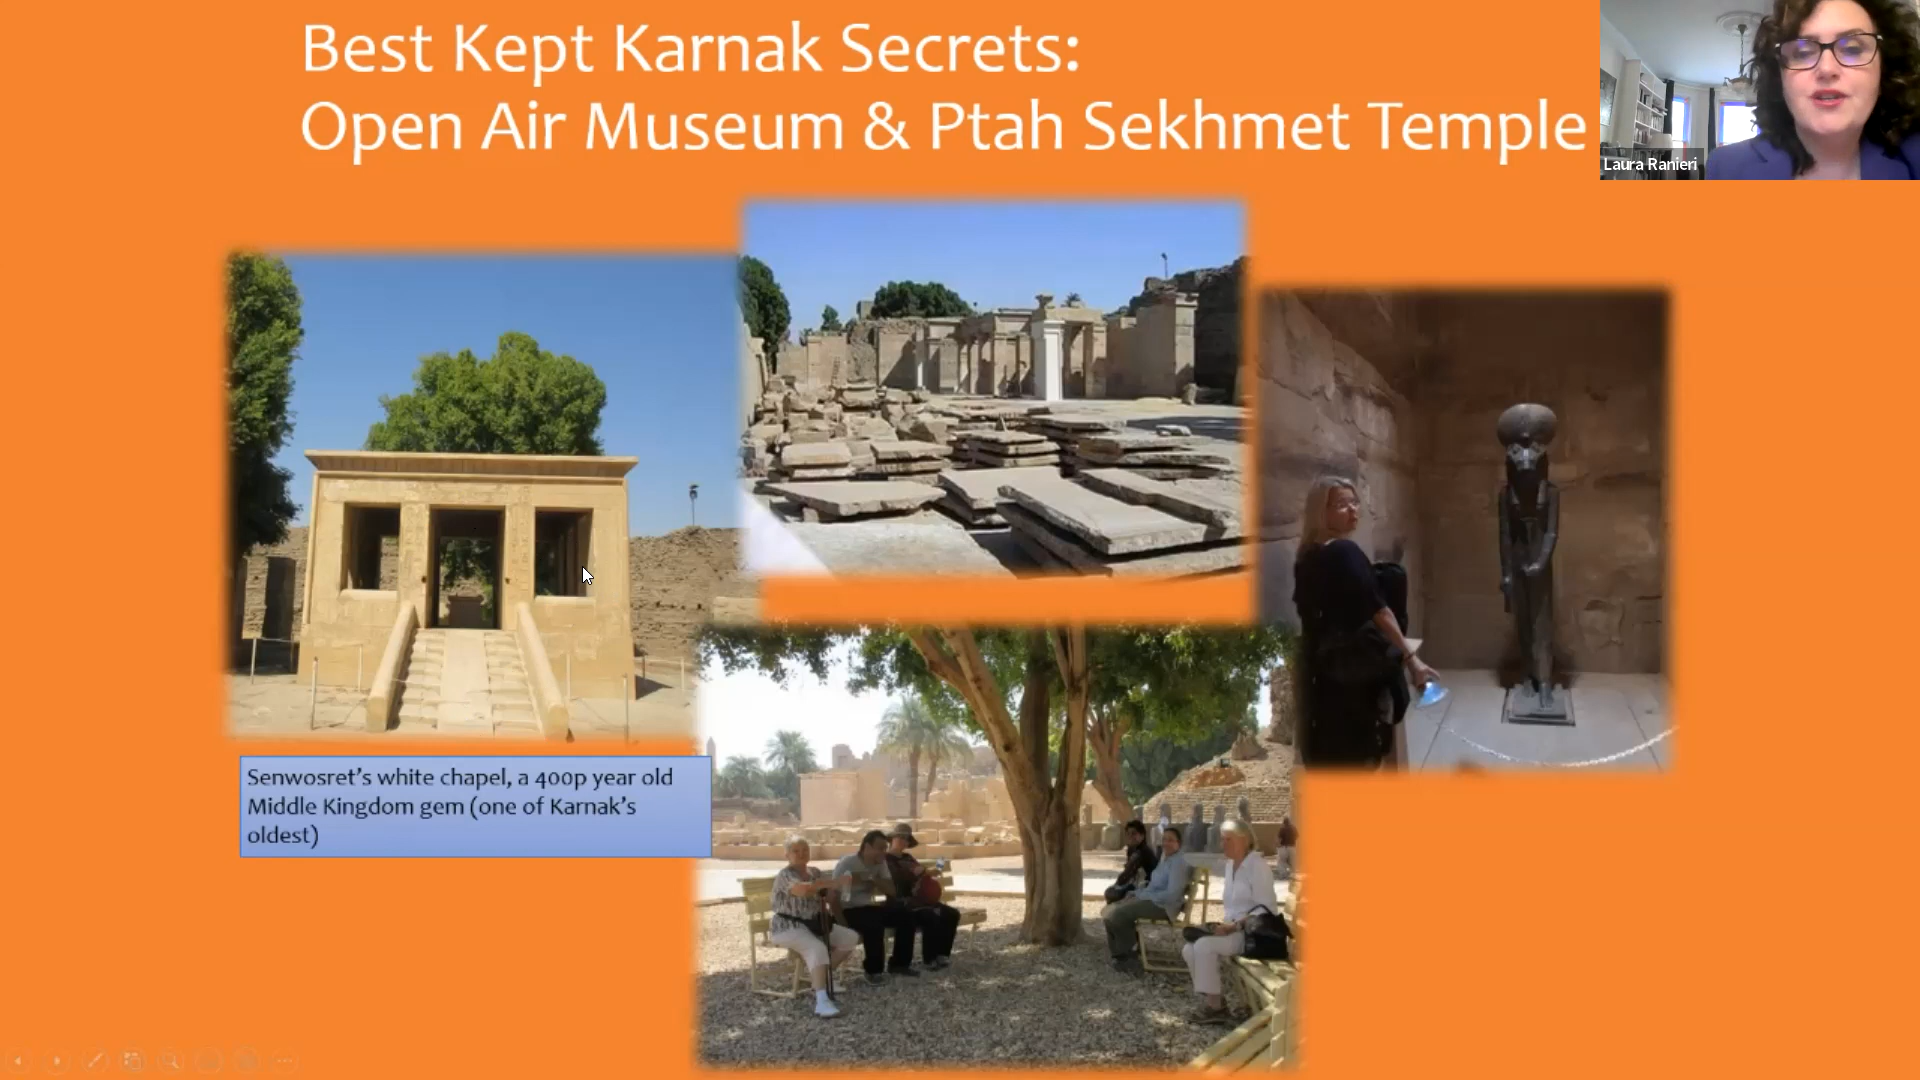 Best Kept Karnak Secrets:
Open Air Museum & Ptah Sekhmet Temple
Laura Ranieri
Senwosret's white chapel, a 400p year old
Middle Kingdom gem (one of Karnak's
oldest)